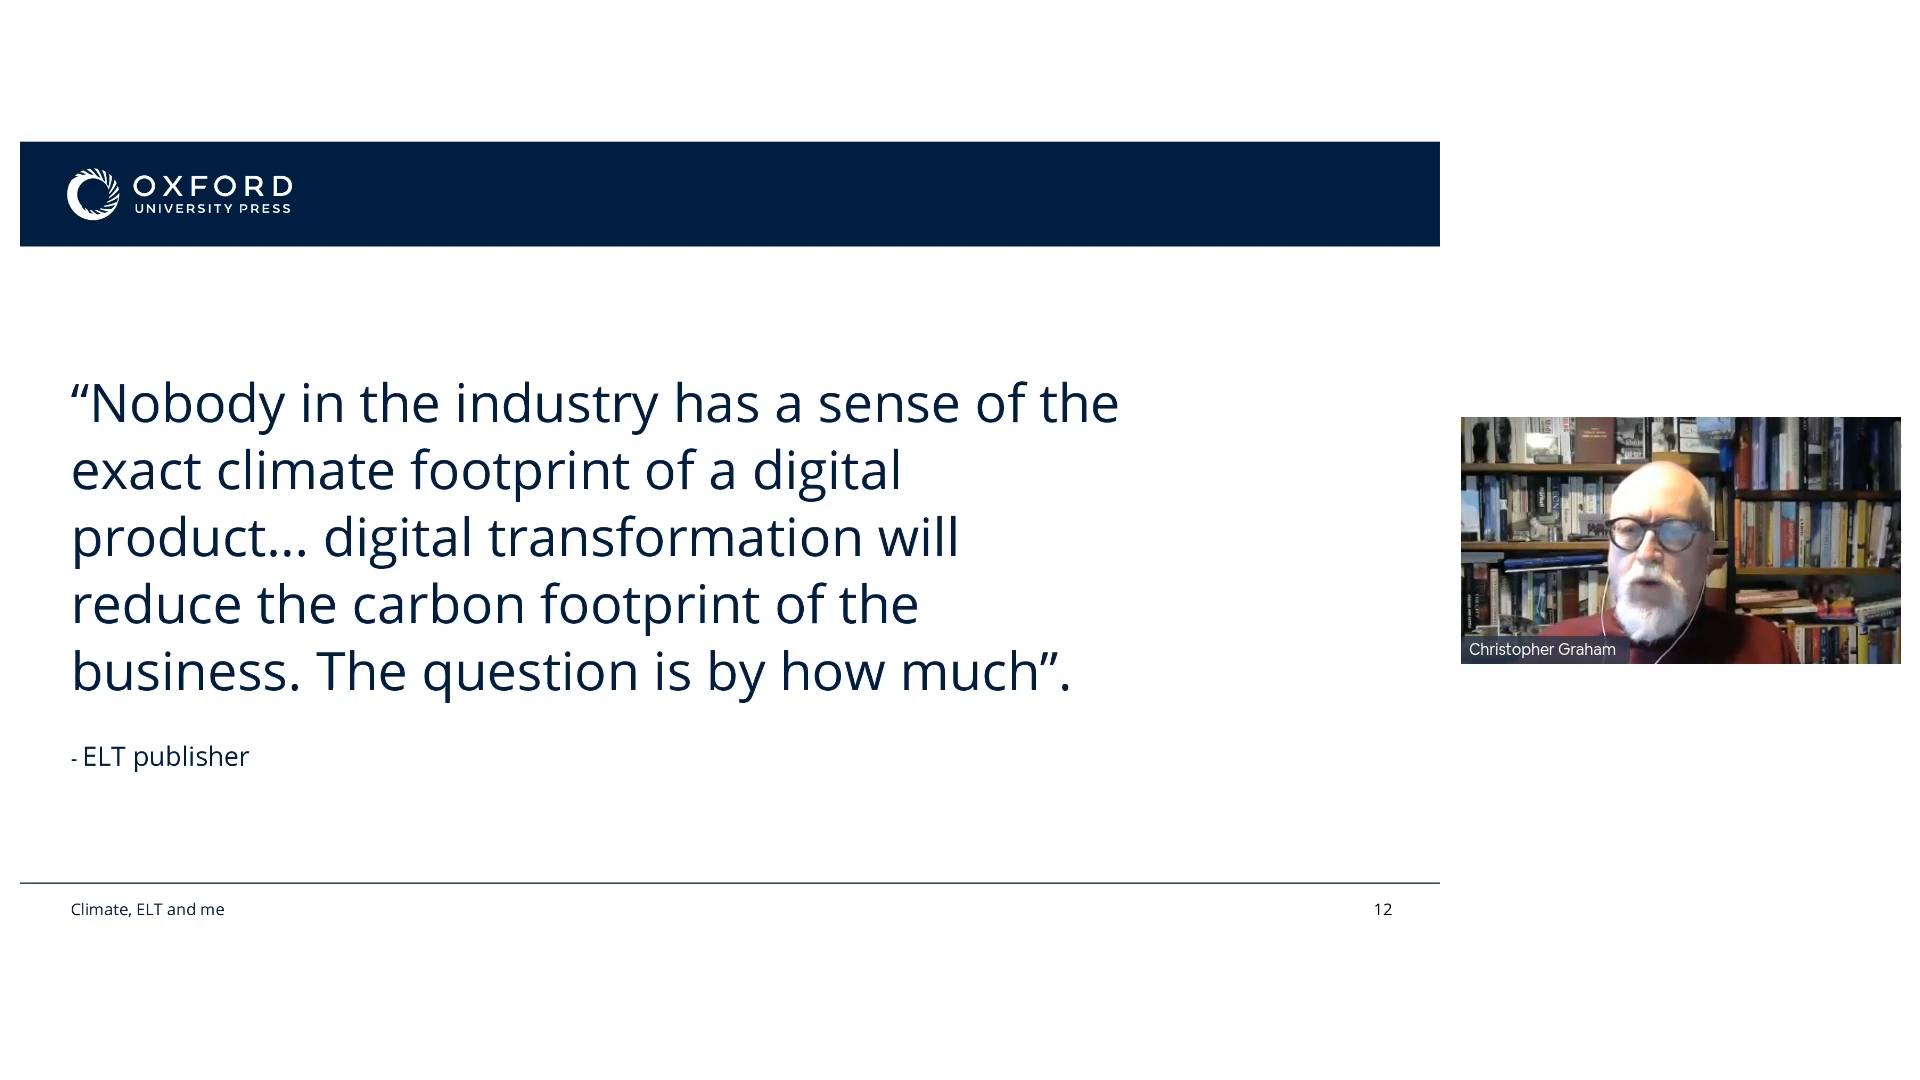 OXFORD
UNIVERSITY PRESS
“Nobody in the industry has a sense of the
exact climate footprint of a digital
product... digital transformation will
reduce the carbon footprint of the
business. The question is by how much”.
- ELT publisher
Climate, ELT and me
12
Christopher Graham